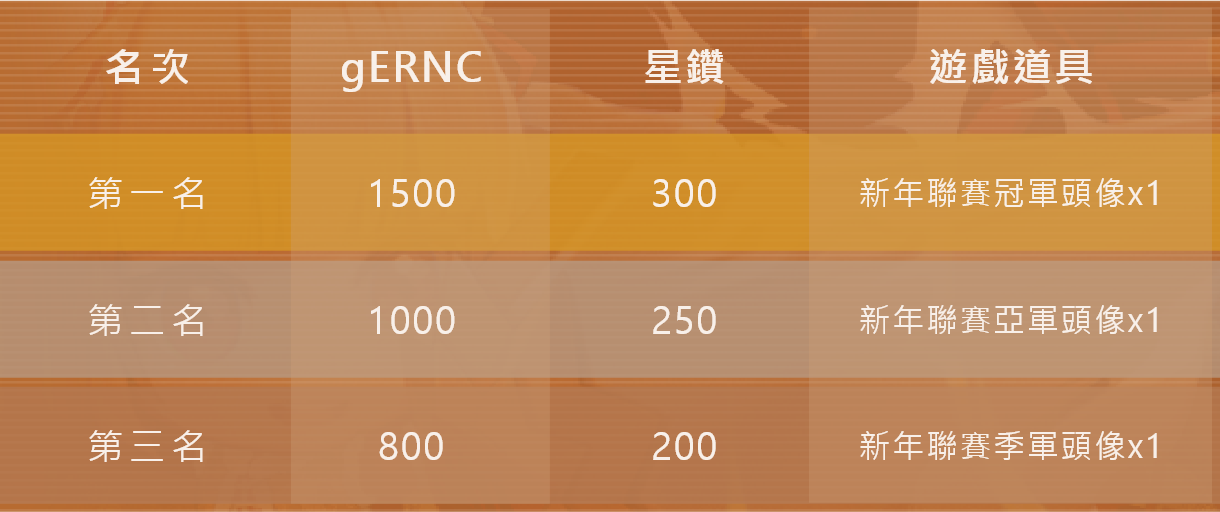 名次 gERNC 星鑽 遊戲道具
第一名 1500 300 新年聯賽冠軍頭像x1
第二名 1000 250 新年聯賽亞軍頭像x1
第三名 800 200 新年聯賽季軍頭像x1